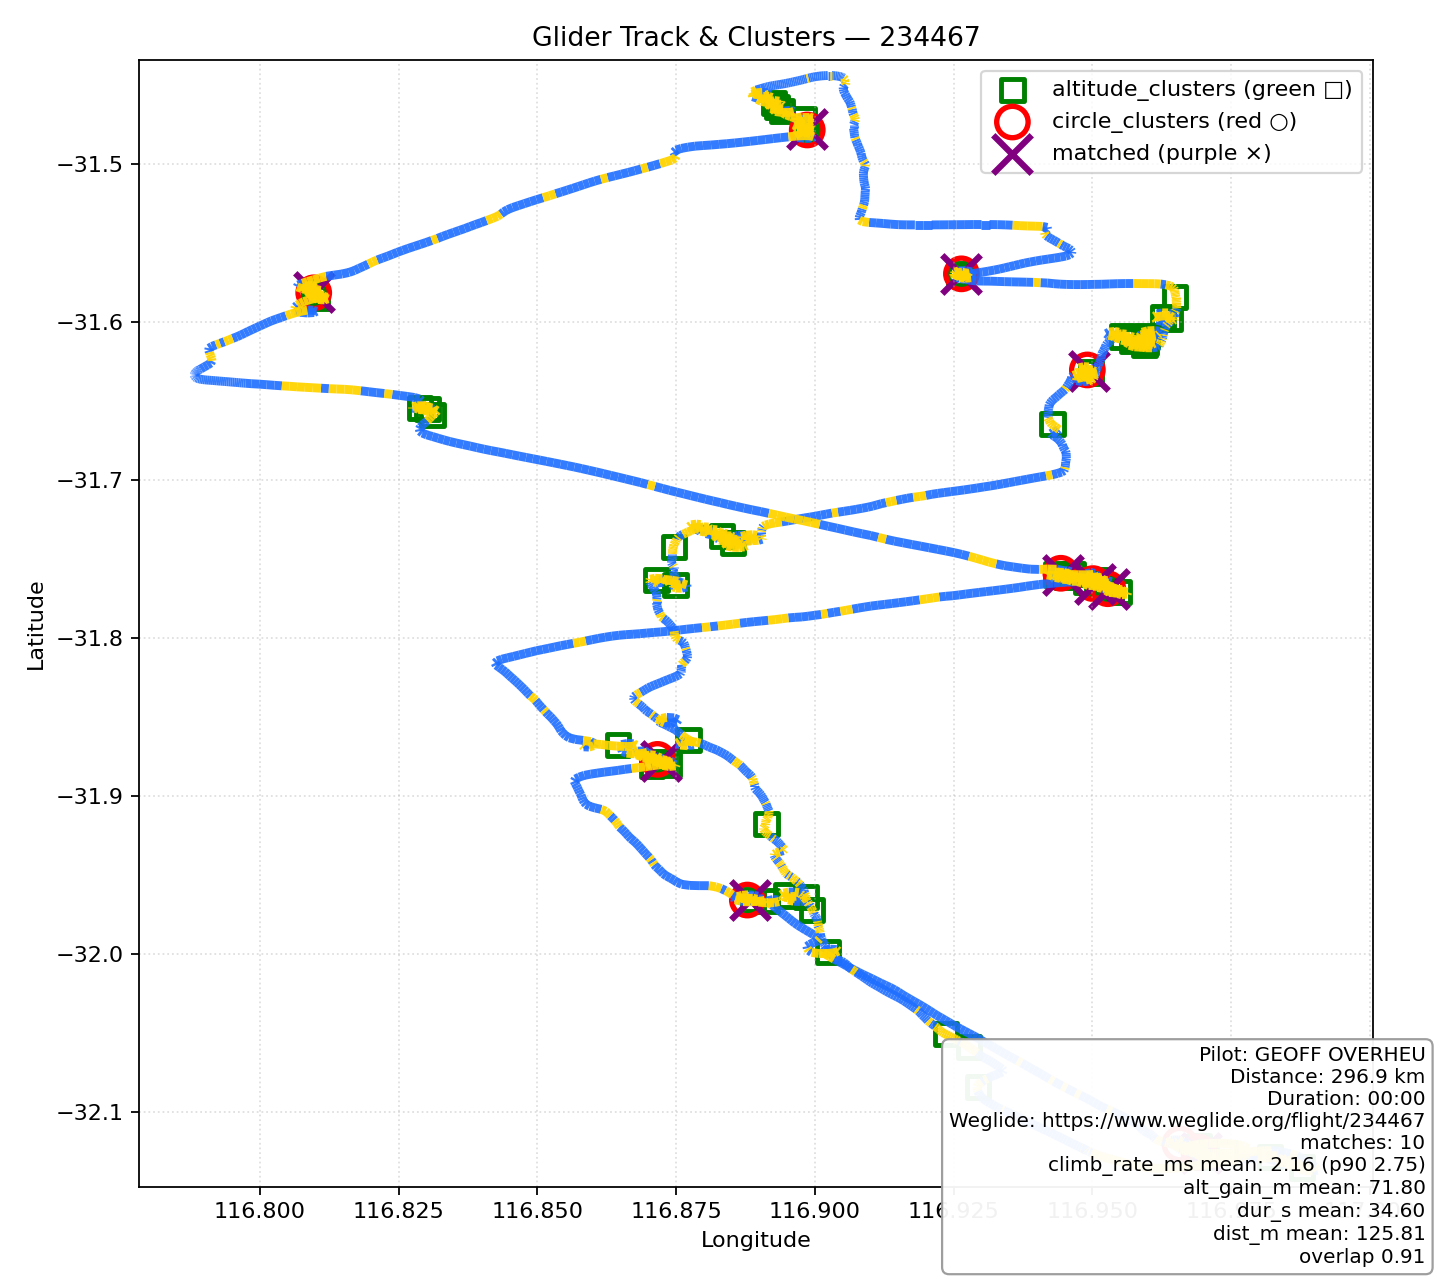 Glider Track & Clusters — 234467
altitude_clusters (green □)
circle_clusters (red ○)
matched (purple ×)
Latitude
−31.5
−31.6
−31.7
−31.8
−31.9
−32.0
−32.1
116.800
116.825
116.850
116.875
116.900
116.925
116.950
Longitude
Pilot: GEOFF OVERHEU
Distance: 296.9 km
Duration: 00:00
Weglide: https://www.weglide.org/flight/234467
matches: 10
climb_rate_ms mean: 2.16 (p90 2.75)
alt_gain_m mean: 71.80
dur_s mean: 34.60
dist_m mean: 125.81
overlap 0.91